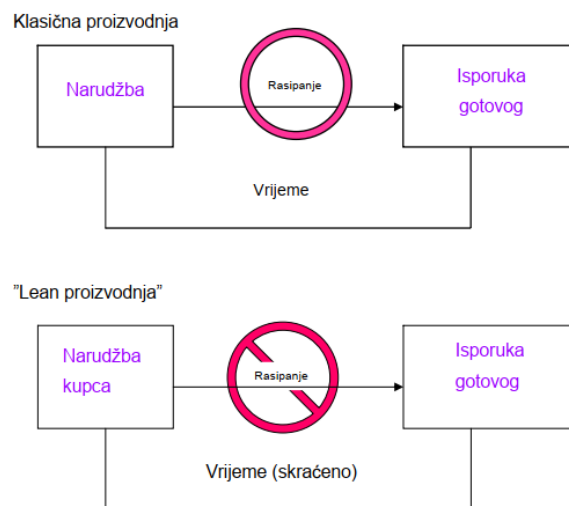 Klasična proizvodnja
Narudžba
Rasipanje
Isporuka
gotovog
Vrijeme
"Lean proizvodnja"
Narudžba
kupca
Rasipanje
Isporuka
gotovog
Vrijeme (skraćeno)